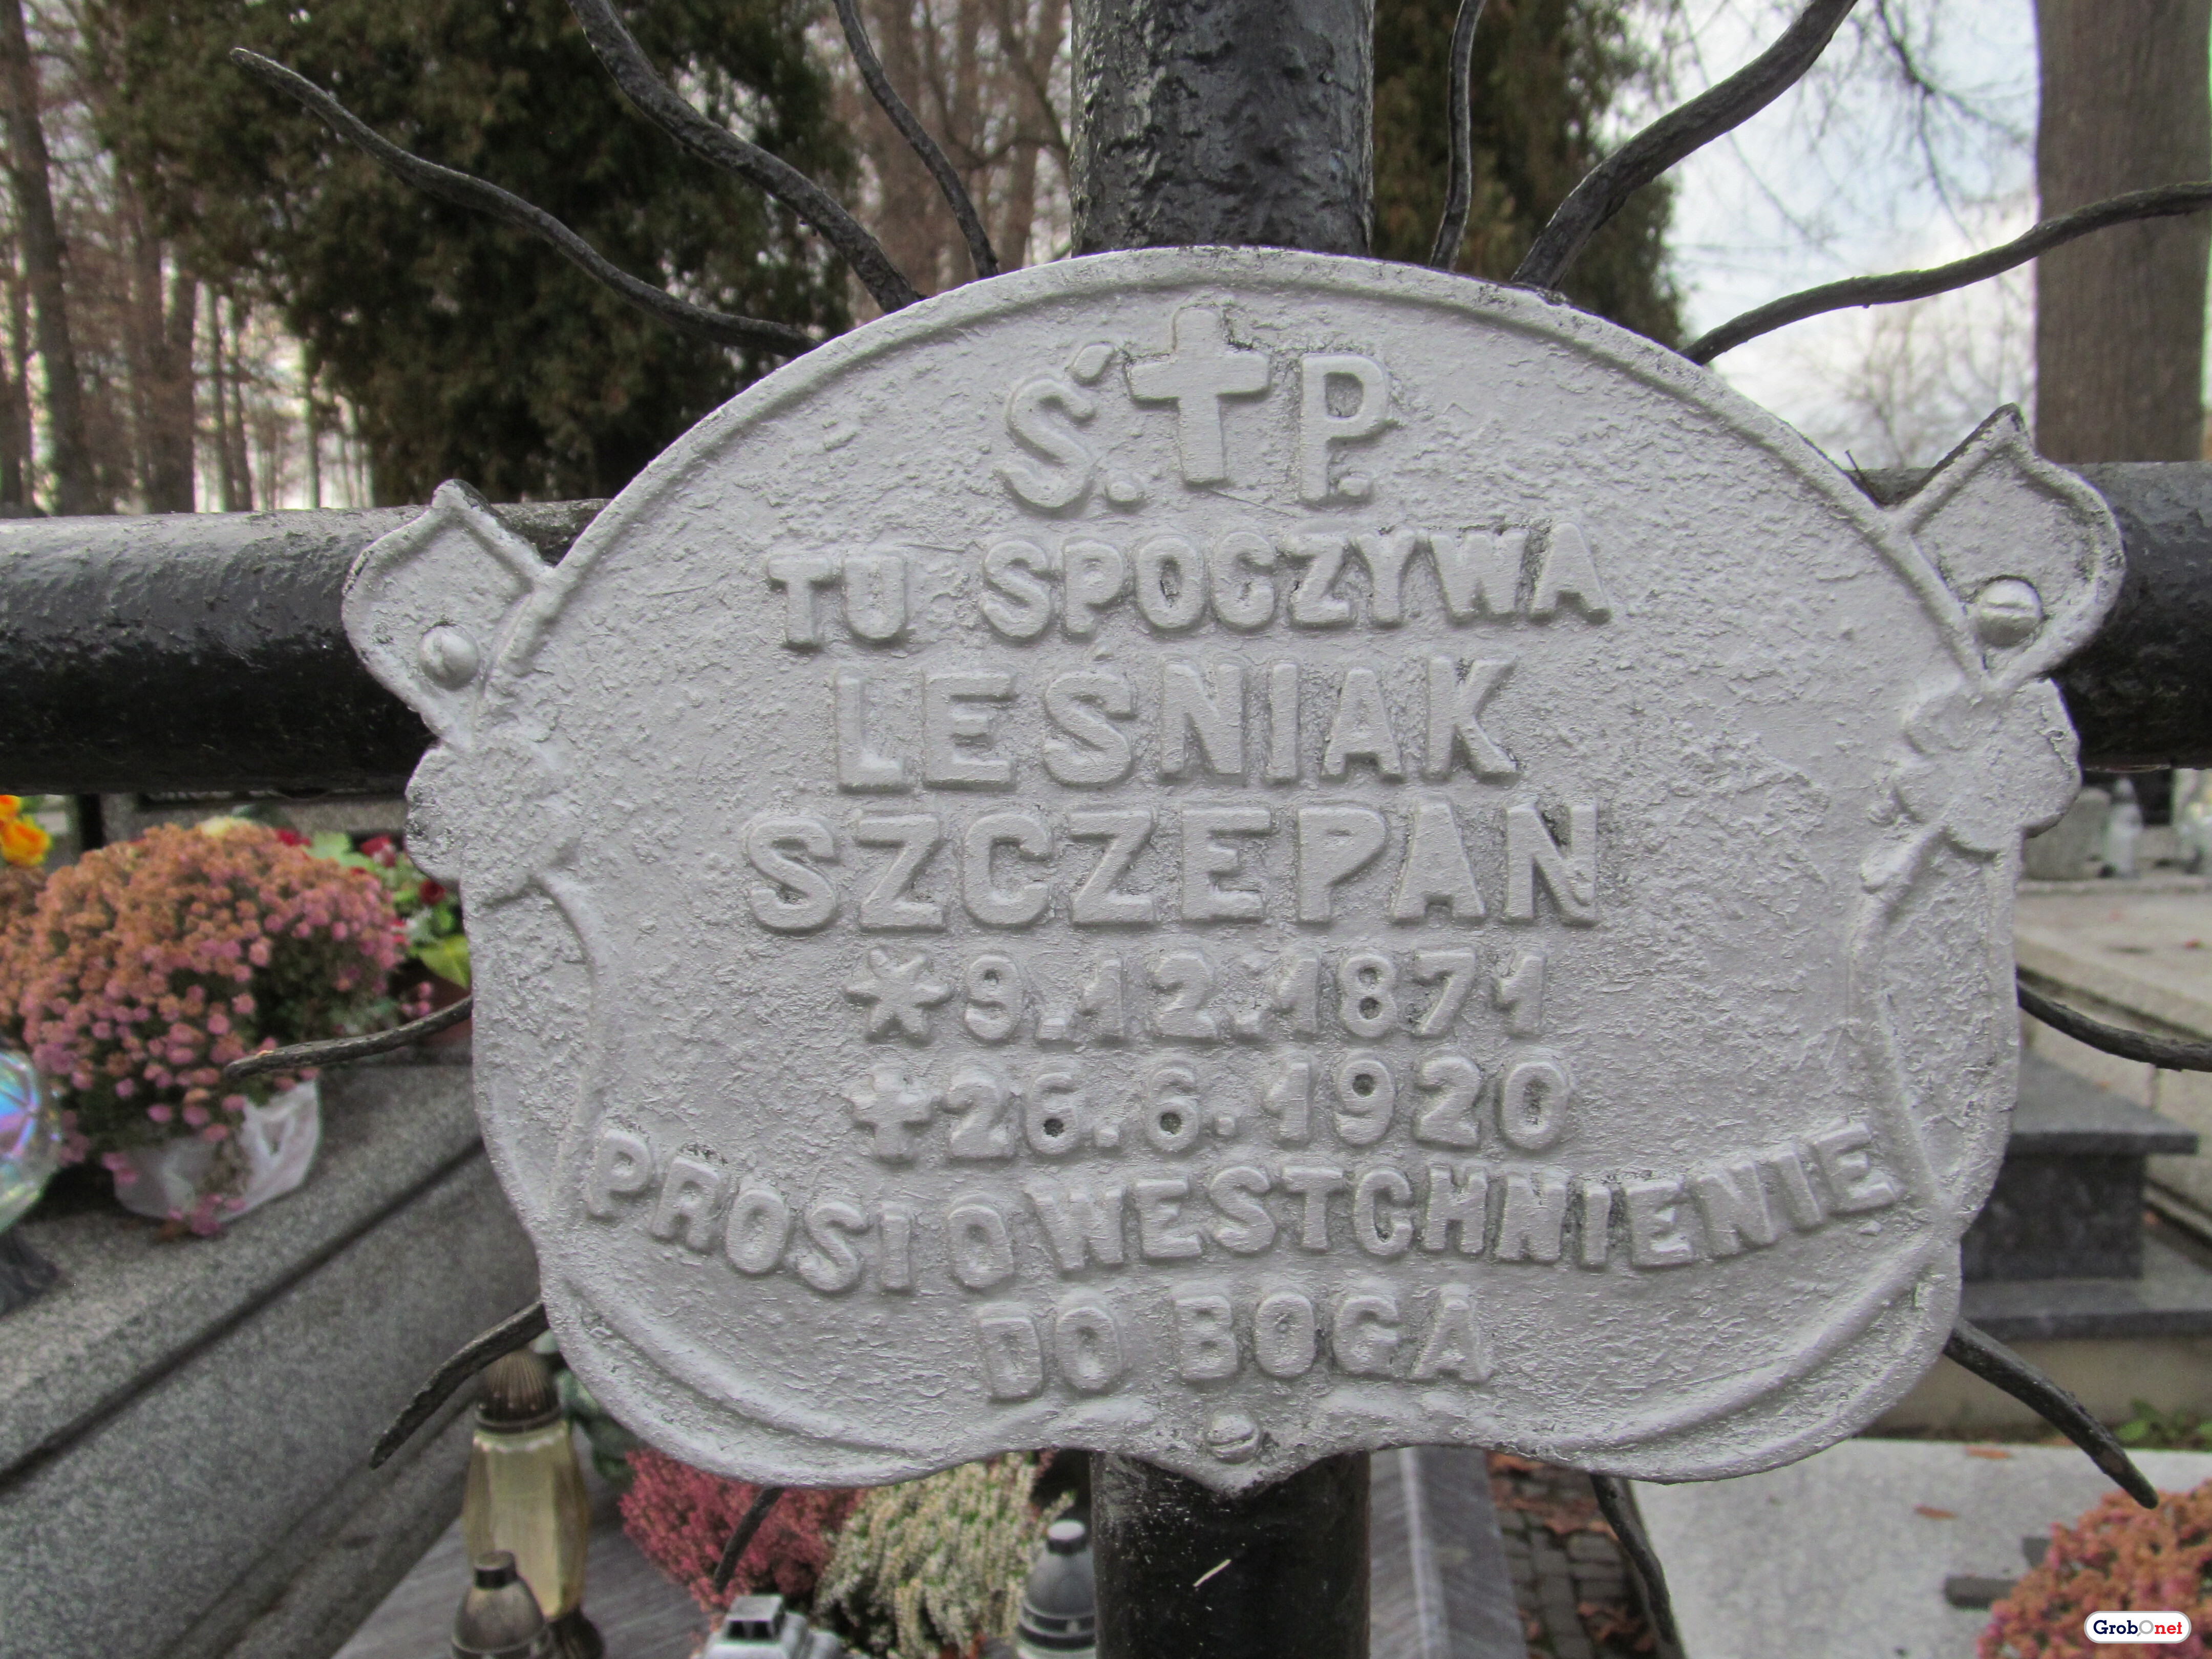 Ś.✝P.
TU SPOCZYWA
LEŚNIAK
SZCZEPAN
*9.12.1871
✝26.6.1920
PROSI O WESTCHNIENIE
DO BOGA
GrobOnet